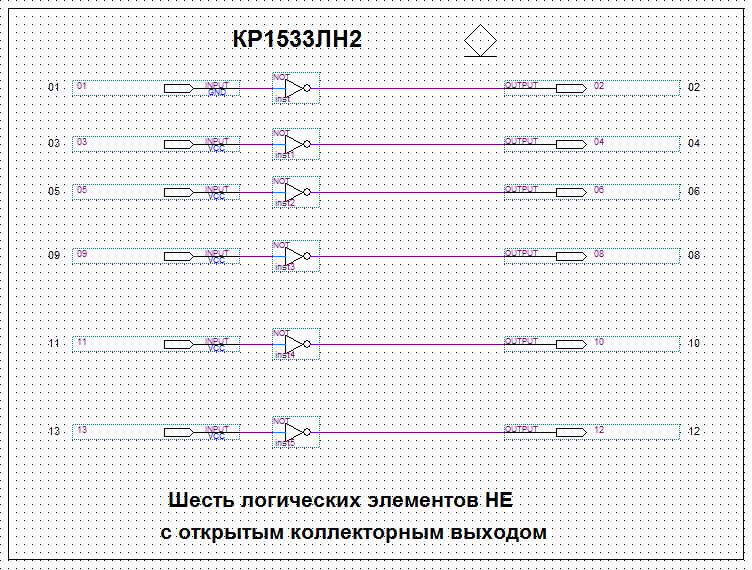 КР1533ЛН2
01 01 INPUT GND NOT inst OUTPUT 02 02
03 03 INPUT VCC NOT inst1 OUTPUT 04 04
05 05 INPUT VCC NOT inst2 OUTPUT 06 06
09 09 INPUT VCC NOT inst3 OUTPUT 08 08
11 11 INPUT VCC NOT inst4 OUTPUT 10 10
13 13 INPUT VCC NOT inst5 OUTPUT 12 12
Шесть логических элементов НЕ
с открытым коллекторным выходом